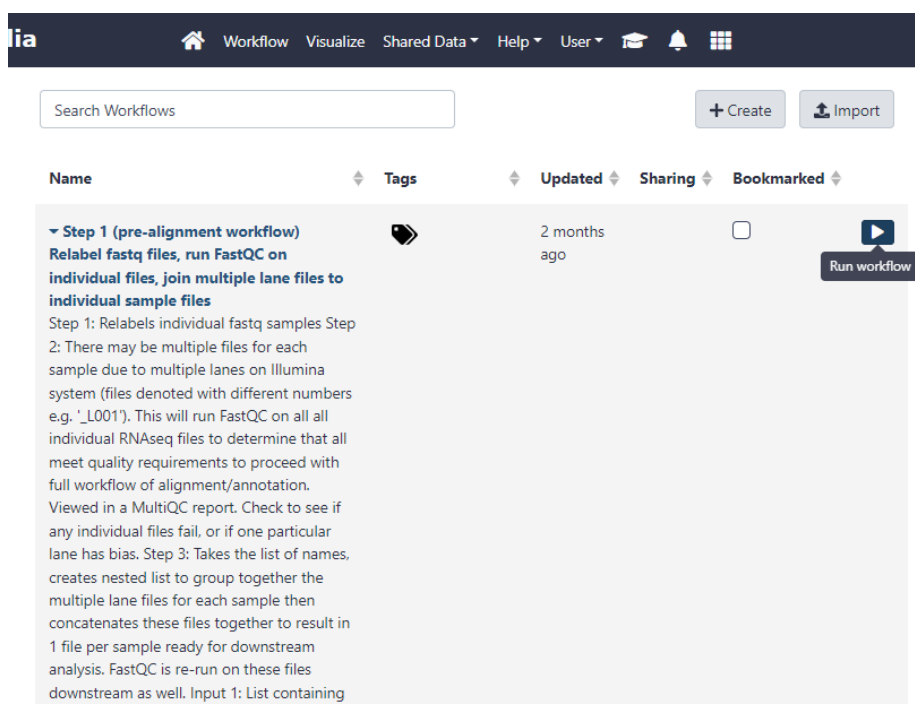 lia Workflow Visualize Shared Data Help User
Search Workflows
Create Import
Name Tags Updated Sharing Bookmarked
Step 1 (pre-alignment workflow) 2 months
Relabel fastq files, run FastQC on ago
Run workflow
individual files, join multiple lane files to
individual sample files
Step 1: Relabels individual fastq samples Step
2: There may be multiple files for each
sample due to multiple lanes on Illumina
system (files denoted with different numbers
e.g. '_L001'). This will run FastQC on all all
individual RNAseq files to determine that all
meet quality requirements to proceed with
full workflow of alignment/annotation.
Viewed in a MultiQC report. Check to see if
any individual files fail, or if one particular
lane has bias. Step 3: Takes the list of names,
creates nested list to group together the
multiple lane files for each sample then
concatenates these files together to result in
1 file per sample ready for downstream
analysis. FastQC is re-run on these files
downstream as well. Input 1: List containing